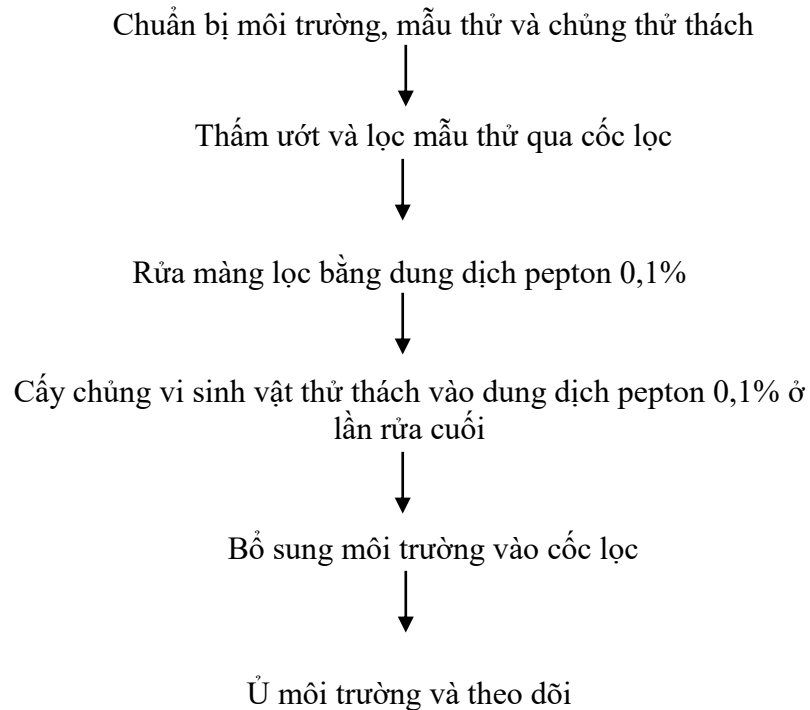 Chuẩn bị môi trường, mẫu thử và chủng thử thách
Thấm ướt và lọc mẫu thử qua cốc lọc
Rửa màng lọc bằng dung dịch pepton 0,1%
Cấy chủng vi sinh vật thử thách vào dung dịch pepton 0,1% ở
lần rửa cuối
Bổ sung môi trường vào cốc lọc
Ủ môi trường và theo dõi